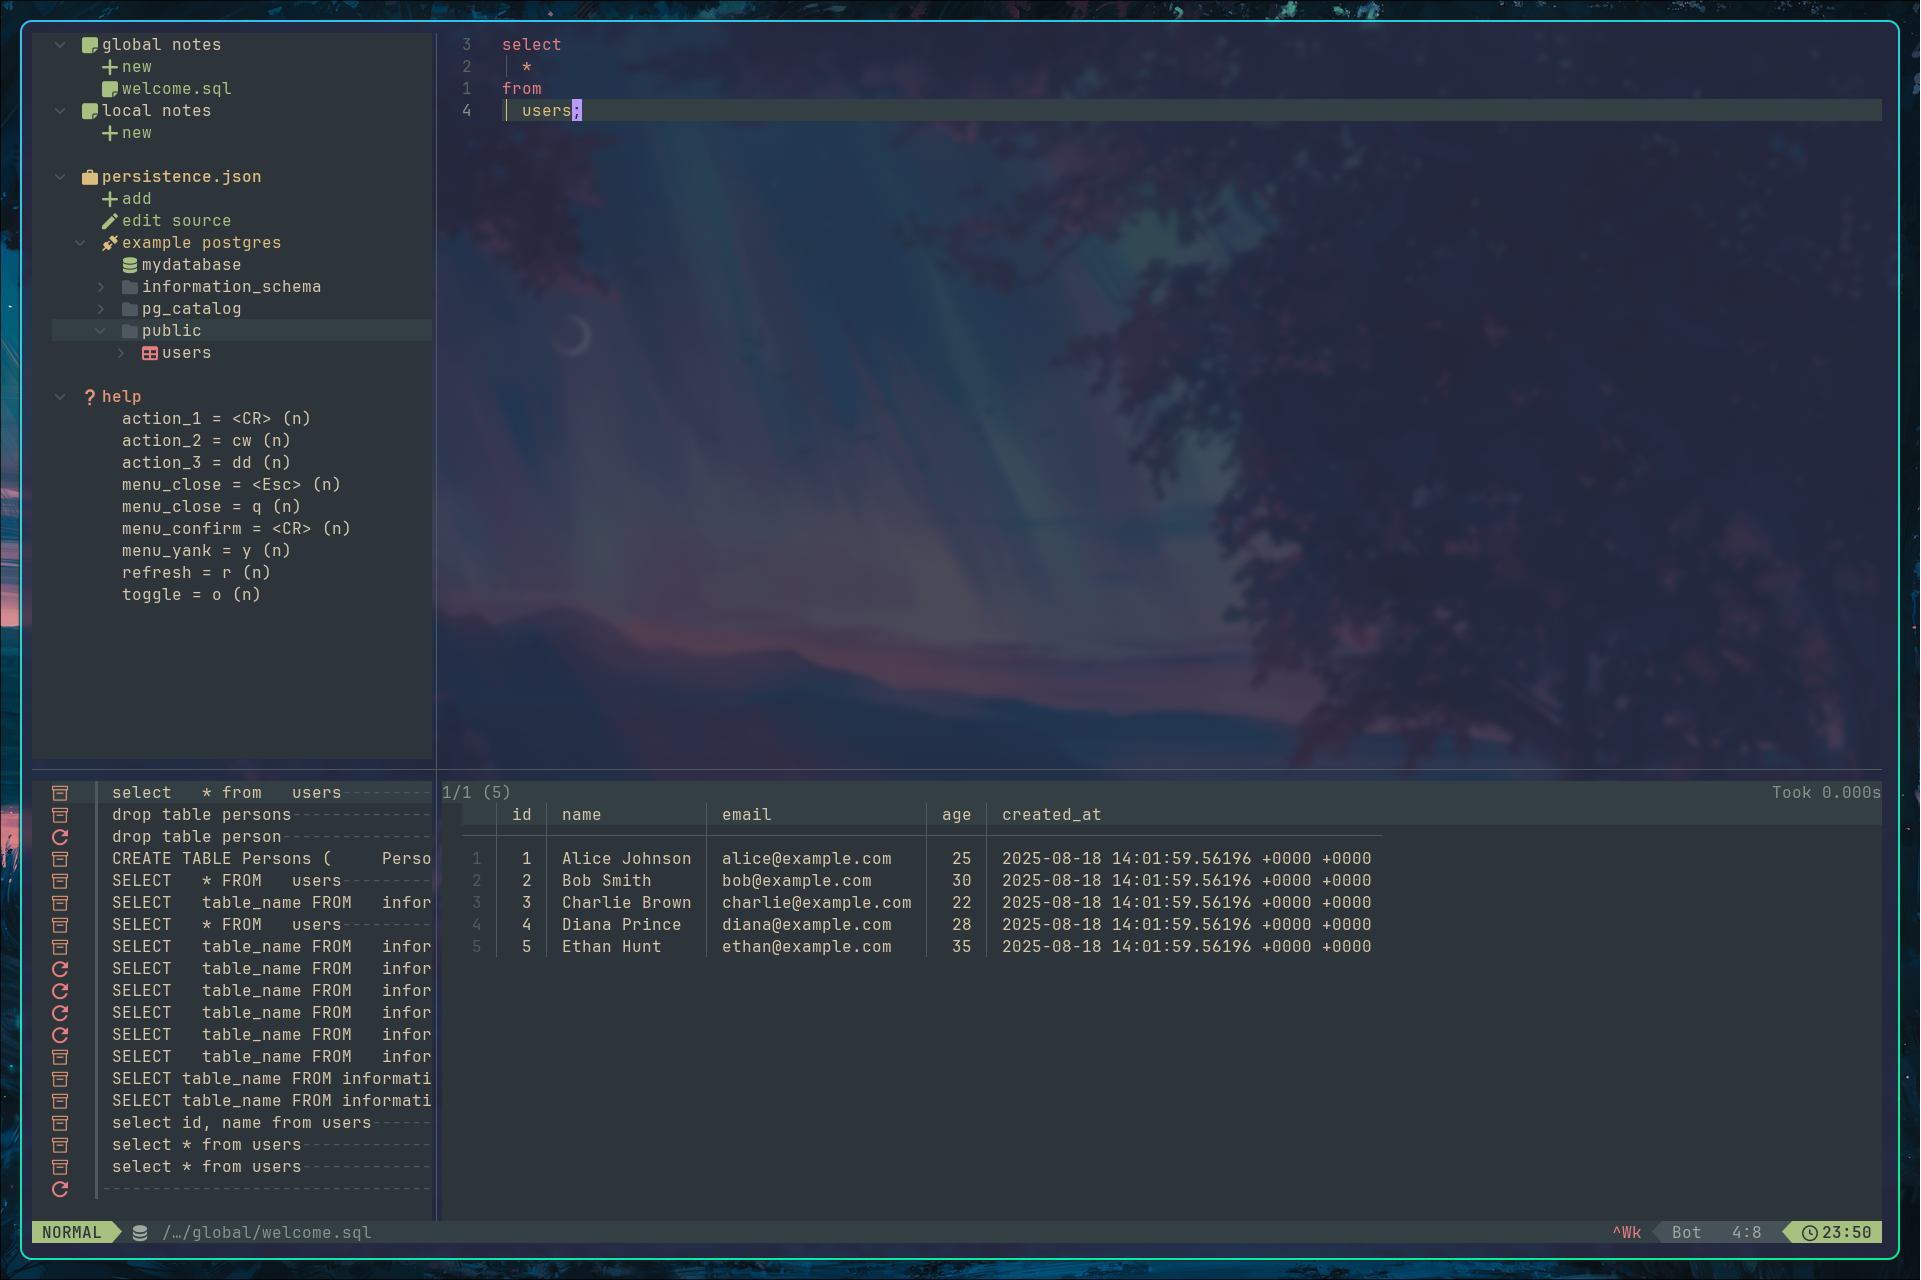 global notes
new
welcome.sql
local notes
new
persistence.json
add
edit source
example postgres
mydatabase
information_schema
pg_catalog
public
users
? help
action_1 = <CR> (n)
action_2 = cw (n)
action_3 = dd (n)
menu_close = <Esc> (n)
menu_close = q (n)
menu_confirm = <CR> (n)
menu_yank = y (n)
refresh = r (n)
toggle = o (n)
3 select
2 *
1 from
4 users;
select * from users
drop table persons
drop table person
CREATE TABLE Persons ( Perso
SELECT * FROM users
SELECT table_name FROM infor
SELECT * FROM users
SELECT table_name FROM infor
SELECT table_name FROM infor
SELECT table_name FROM infor
SELECT table_name FROM infor
SELECT table_name FROM infor
SELECT table_name FROM infor
SELECT table_name FROM informati
SELECT table_name FROM informati
select id, name from users
select * from users
select * from users
1/1 (5) Took 0.000s
id name email age created_at
1 1 Alice Johnson alice@example.com 25 2025-08-18 14:01:59.56196 +0000 +0000
2 2 Bob Smith bob@example.com 30 2025-08-18 14:01:59.56196 +0000 +0000
3 3 Charlie Brown charlie@example.com 22 2025-08-18 14:01:59.56196 +0000 +0000
4 4 Diana Prince diana@example.com 28 2025-08-18 14:01:59.56196 +0000 +0000
5 5 Ethan Hunt ethan@example.com 35 2025-08-18 14:01:59.56196 +0000 +0000
NORMAL /…/global/welcome.sql ^Wk Bot 4:8 23:50